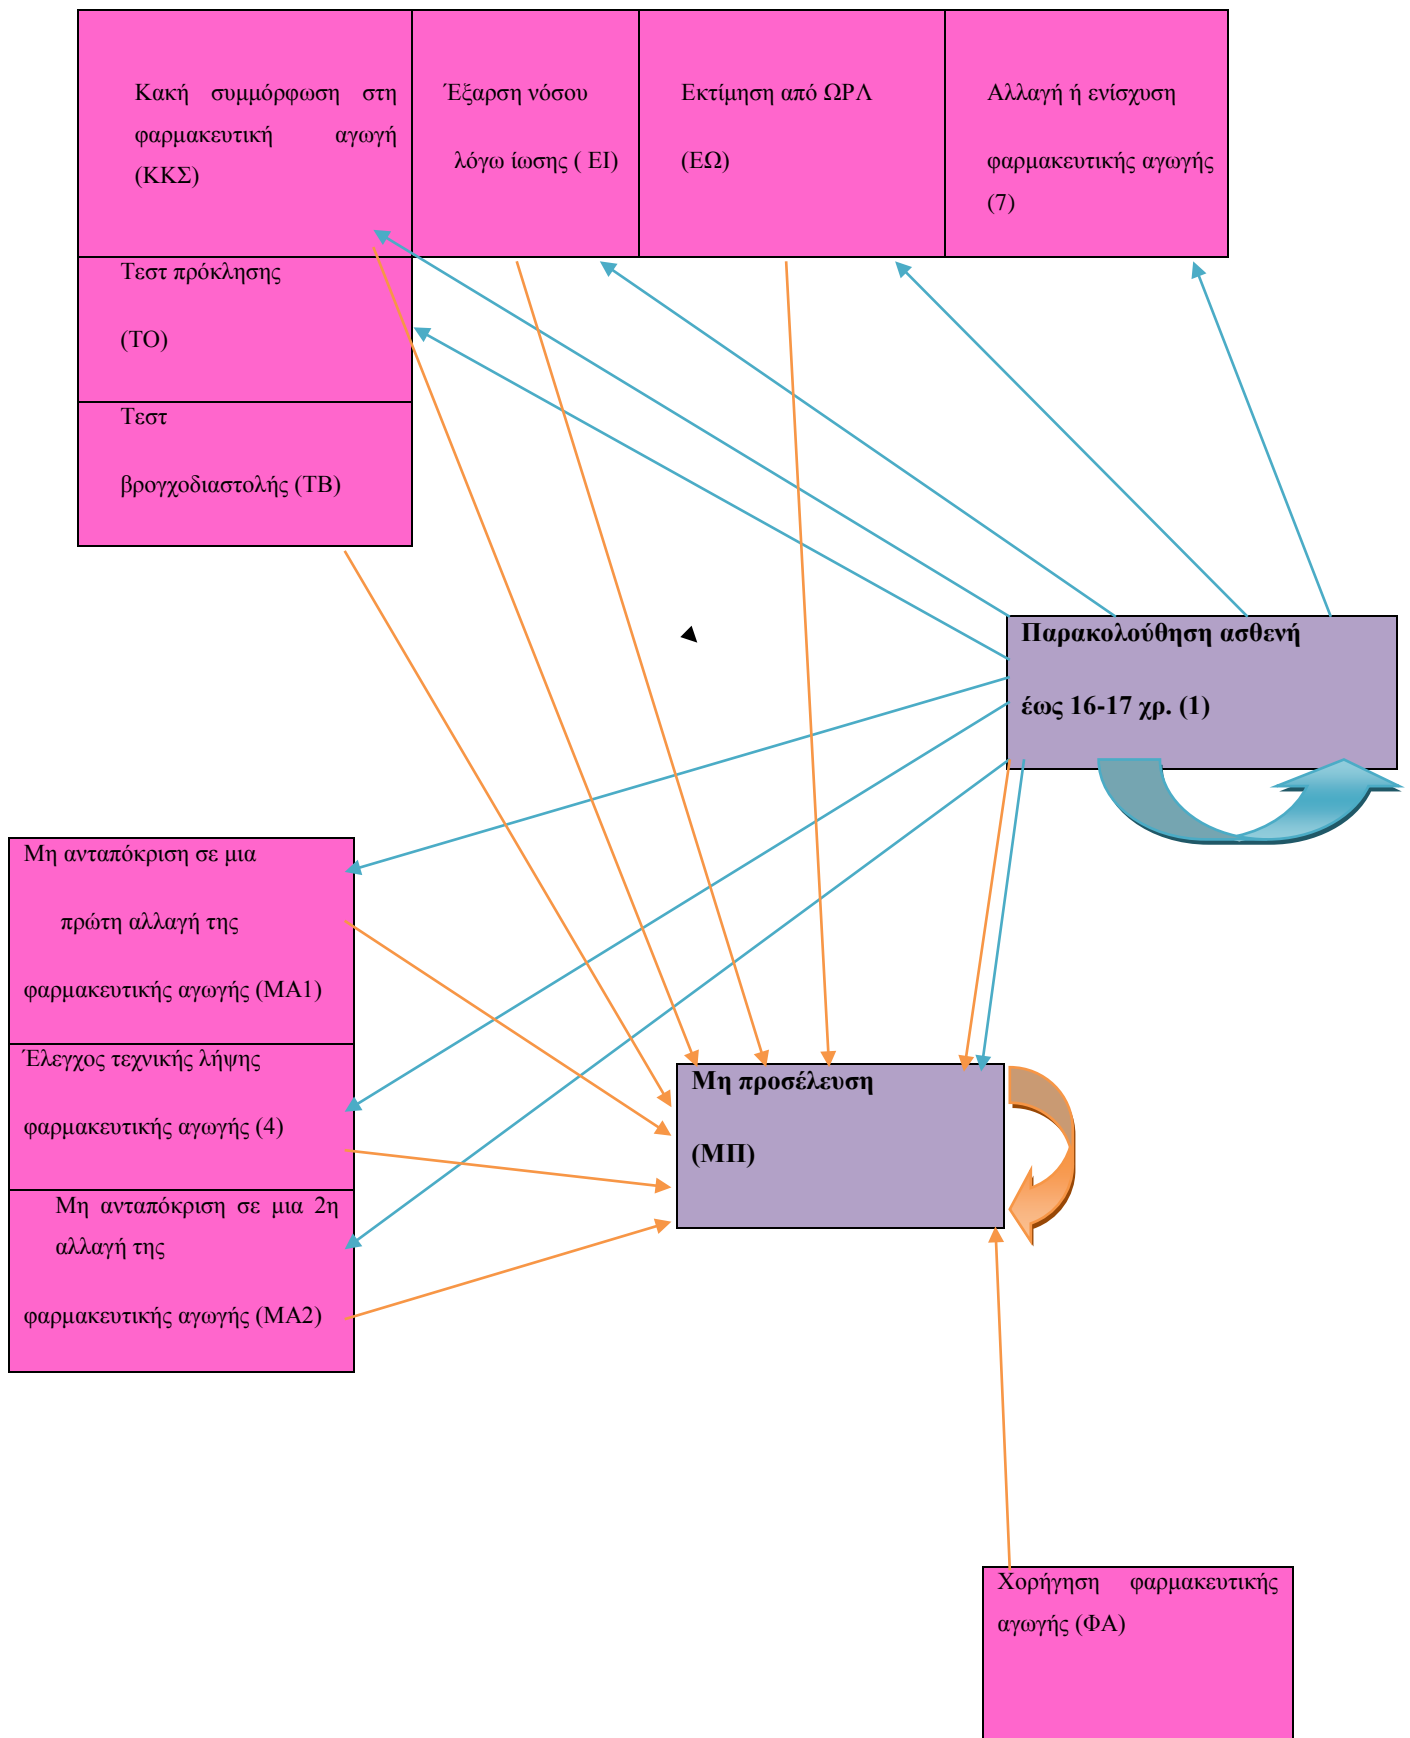 Κακή συμμόρφωση στη
φαρμακευτική αγωγή
(ΚΚΣ)
Έξαρση νόσου
λόγω ίωσης ( ΕΙ)
Εκτίμηση από ΩΡΛ
(ΕΩ)
Αλλαγή ή ενίσχυση
φαρμακευτικής αγωγής
(7)
Τεστ πρόκλησης
(ΤΟ)
Τεστ
βρογχοδιαστολής (ΤΒ)
Παρακολούθηση ασθενή
έως 16-17 χρ. (1)
Μη ανταπόκριση σε μια
πρώτη αλλαγή της
φαρμακευτικής αγωγής (ΜΑ1)
Έλεγχος τεχνικής λήψης
φαρμακευτικής αγωγής (4)
Μη ανταπόκριση σε μια 2η
αλλαγή της
φαρμακευτικής αγωγής (ΜΑ2)
Μη προσέλευση
(ΜΠ)
Χορήγηση φαρμακευτικής
αγωγής (ΦΑ)